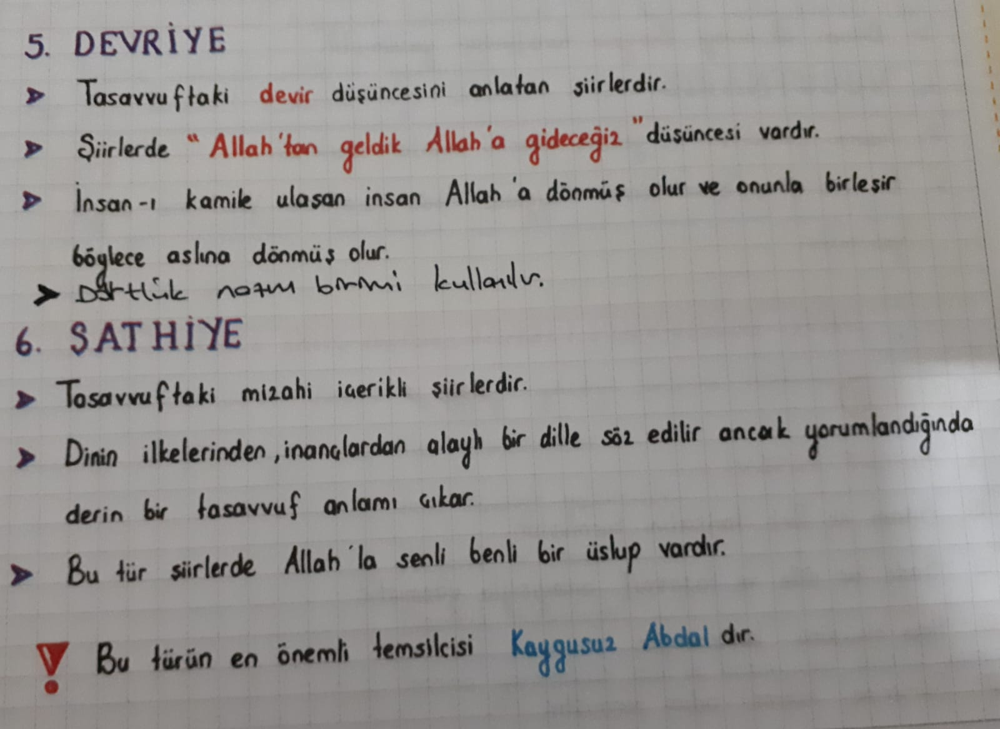 5. DEVRİYE
➤ Tasavvuftaki devir düşüncesini anlatan şiirlerdir.
➤ Şiirlerde "Allah'tan geldik Allah'a gideceğiz" düşüncesi vardır.
➤ İnsan-ı kamile ulaşan insan Allah'a dönmüş olur ve onunla birleşir
böylece aslına dönmüş olur.
➤ Dörtlük nazım birimi kullanılır.
6. ŞATHİYE
➤ Tasavvuftaki mizahi içerikli şiirlerdir.
➤ Dinin ilkelerinden, inançlardan alaylı bir dille söz edilir ancak yorumlandığında
derin bir tasavvuf anlamı çıkar.
➤ Bu tür şiirlerde Allah'la senli benli bir üslup vardır.
! Bu türün en önemli temsilcisi Kaygusuz Abdal dır.